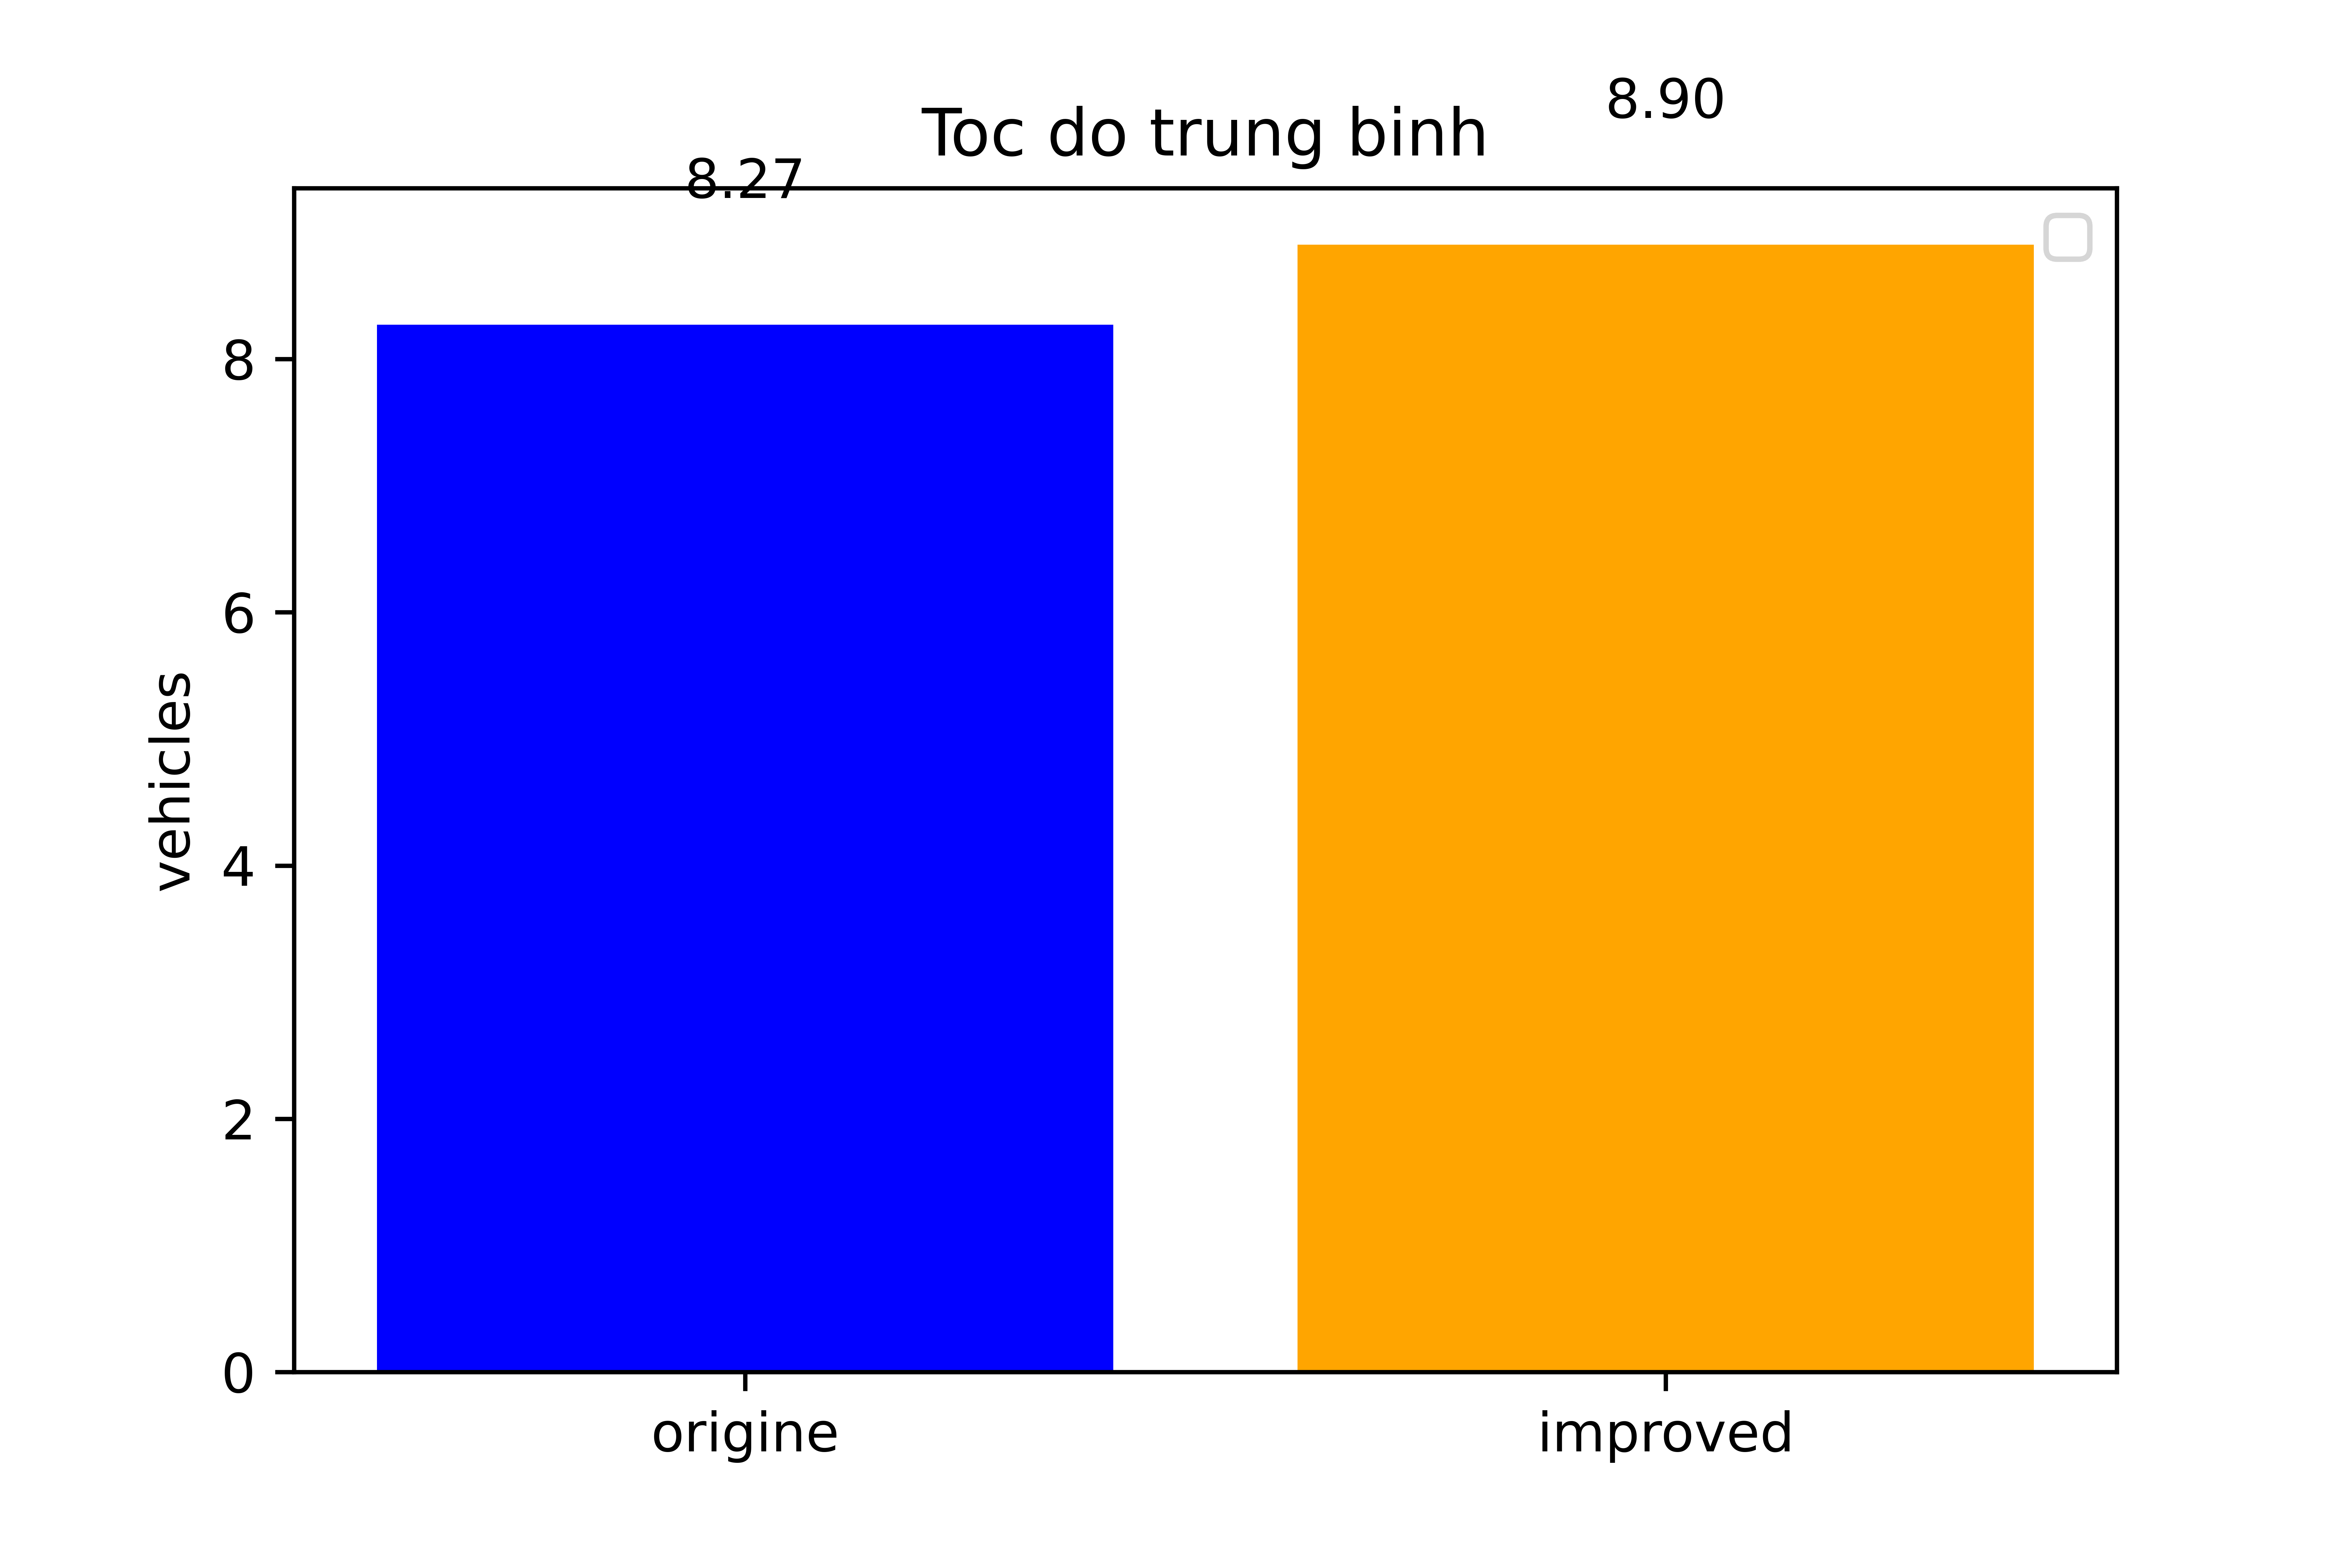 8.90
Toc do trung binh
8.27
8
6
vehicles
4
2
0
origine
improved